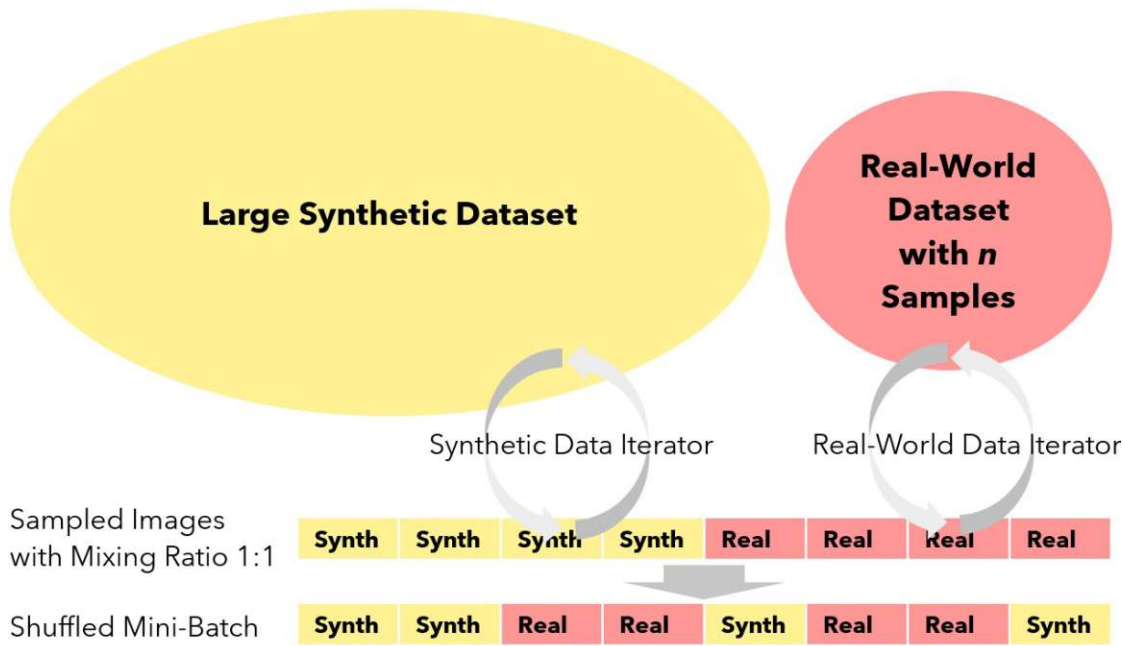 Large Synthetic Dataset
Real-World
Dataset
with n
Samples
Synthetic Data Iterator
Real-World Data Iterator
Sampled Images
with Mixing Ratio 1:1
Synth Synth Synth Synth Real Real Real Real
Shuffled Mini-Batch
Synth Synth Real Real Synth Real Real Synth